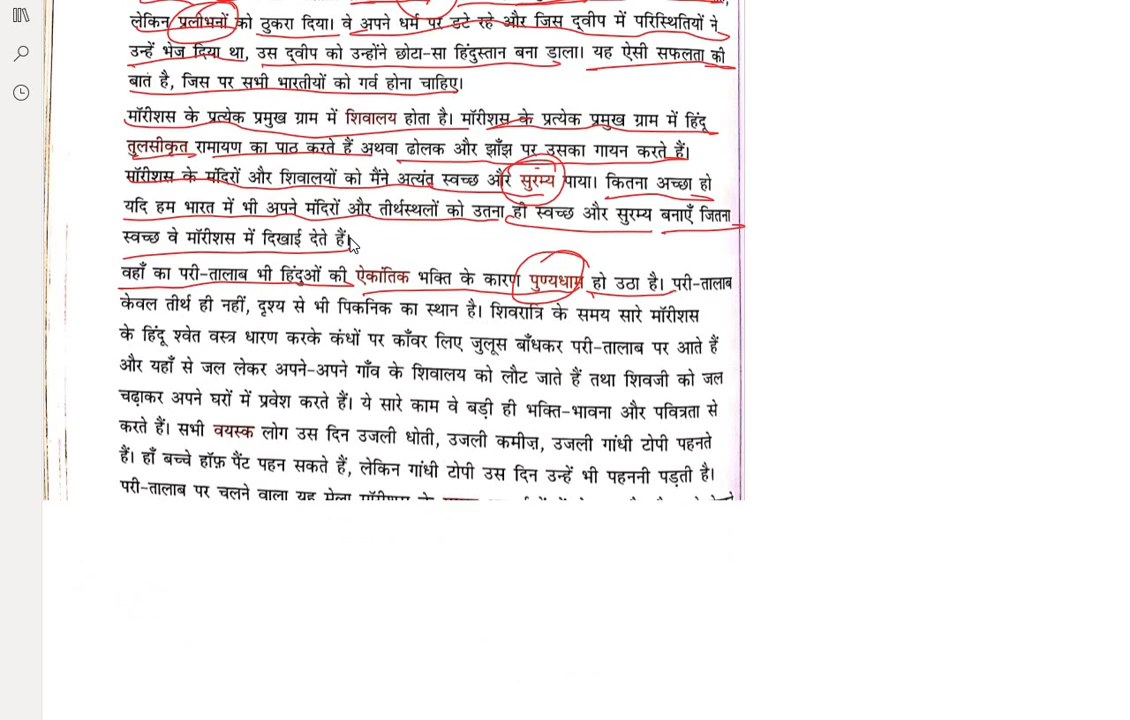 लेकिन प्रलोभनों को ठुकरा दिया। वे अपने धर्म पर डटे रहे और जिस द्वीप में परिस्थितियों ने
उन्हें भेज दिया था, उस द्वीप को उन्होंने छोटा-सा हिंदुस्तान बना डाला। यह ऐसी सफलता की
बात है, जिस पर सभी भारतीयों को गर्व होना चाहिए।
मॉरीशस के प्रत्येक प्रमुख ग्राम में शिवालय होता है। मॉरीशस के प्रत्येक प्रमुख ग्राम में हिंदू
तुलसीकृत रामायण का पाठ करते हैं अथवा ढोलक और झाँझ पर उसका गायन करते हैं।
मॉरीशस के मंदिरों और शिवालयों को मैंने अत्यंत स्वच्छ और सुरम्य पाया। कितना अच्छा हो
यदि हम भारत में भी अपने मंदिरों और तीर्थस्थलों को उतना ही स्वच्छ और सुरम्य बनाएँ जितना
स्वच्छ वे मॉरीशस में दिखाई देते हैं।
वहाँ का परी-तालाब भी हिंदुओं की ऐकांतिक भक्ति के कारण पुण्यधाम हो उठा है। परी-तालाब
केवल तीर्थ ही नहीं, दृश्य से भी पिकनिक का स्थान है। शिवरात्रि के समय सारे मॉरीशस
के हिंदू श्वेत वस्त्र धारण करके कंधों पर काँवर लिए जुलूस बाँधकर परी-तालाब पर आते हैं
और यहाँ से जल लेकर अपने-अपने गाँव के शिवालय को लौट जाते हैं तथा शिवजी को जल
चढ़ाकर अपने घरों में प्रवेश करते हैं। ये सारे काम वे बड़ी ही भक्ति-भावना और पवित्रता से
करते हैं। सभी वयस्क लोग उस दिन उजली धोती, उजली कमीज़, उजली गांधी टोपी पहनते
हैं। हाँ बच्चे हॉफ़ पैंट पहन सकते हैं, लेकिन गांधी टोपी उस दिन उन्हें भी पहननी पड़ती है।
परी-तालाब पर चलने वाला यह मेला मॉरीशस के